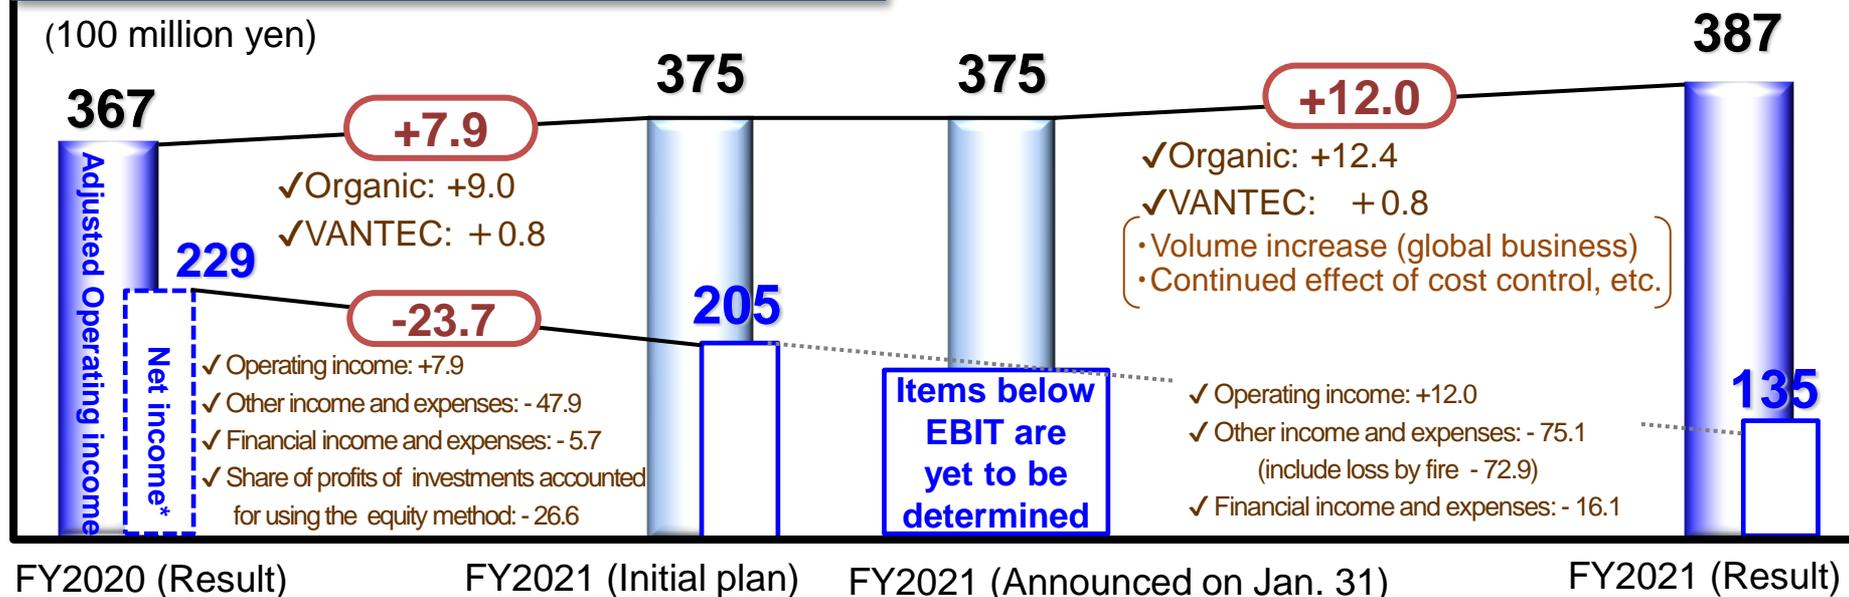 (100 million yen)
367
Adjusted Operating income
229
Net income*
+7.9
✓Organic: +9.0
✓VANTEC: +0.8
-23.7
✓ Operating income: +7.9
✓ Other income and expenses: - 47.9
✓ Financial income and expenses: - 5.7
✓ Share of profits of investments accounted
for using the equity method: - 26.6
375
205
375
Items below
EBIT are
yet to be
determined
+12.0
✓Organic: +12.4
✓VANTEC: +0.8
・Volume increase (global business)
・Continued effect of cost control, etc.
✓ Operating income: +12.0
✓ Other income and expenses: - 75.1
(include loss by fire - 72.9)
✓ Financial income and expenses: - 16.1
387
135
FY2020 (Result)
FY2021 (Initial plan)
FY2021 (Announced on Jan. 31)
FY2021 (Result)